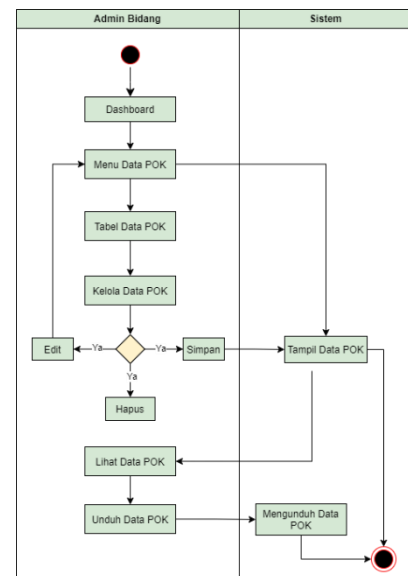 Admin Bidang
Sistem
Dashboard
Menu Data POK
Tabel Data POK
Kelola Data POK
Edit
Ya
Ya
Simpan
Tampil Data POK
Ya
Hapus
Lihat Data POK
Unduh Data POK
Mengunduh Data
POK